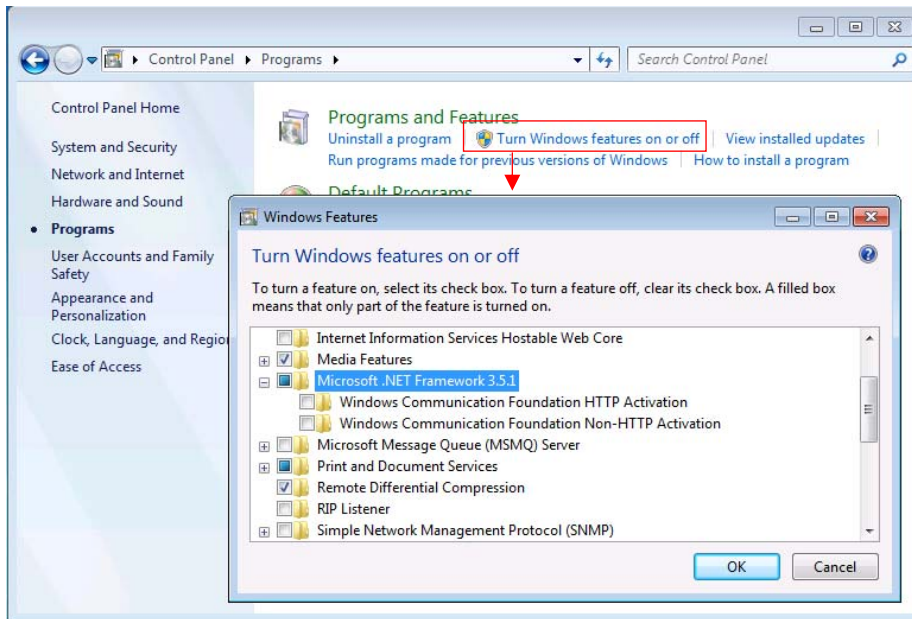 Control Panel Programs Search Control Panel
Control Panel Home
System and Security
Network and Internet
Hardware and Sound
Programs
User Accounts and Family
Safety
Appearance and
Personalization
Clock, Language, and Region
Ease of Access
Programs and Features
Uninstall a program Turn Windows features on or off View installed updates
Run programs made for previous versions of Windows How to install a program
Default Programs
Windows Features
Turn Windows features on or off
To turn a feature on, select its check box. To turn a feature off, clear its check box. A filled box
means that only part of the feature is turned on.
Internet Information Services Hostable Web Core
Media Features
Microsoft .NET Framework 3.5.1
Windows Communication Foundation HTTP Activation
Windows Communication Foundation Non-HTTP Activation
Microsoft Message Queue (MSMQ) Server
Print and Document Services
Remote Differential Compression
RIP Listener
Simple Network Management Protocol (SNMP)
OK Cancel